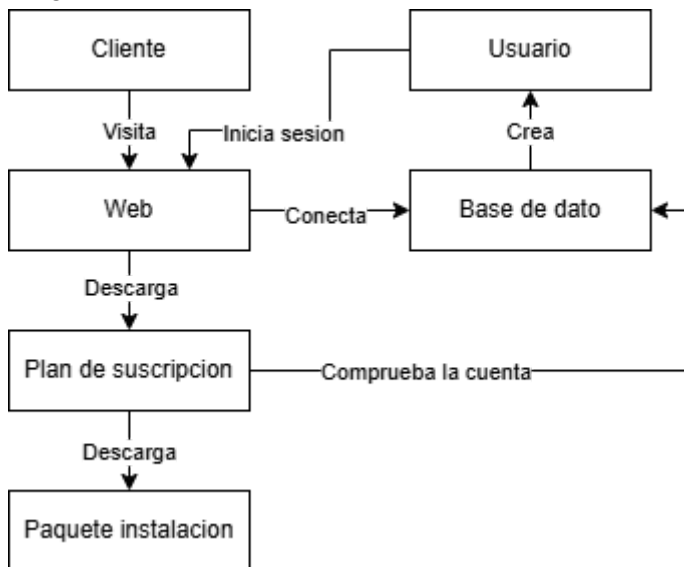 Cliente
Usuario
Visita
Inicia sesion
Crea
Web
Conecta
Base de dato
Descarga
Plan de suscripcion
Comprueba la cuenta
Descarga
Paquete instalacion